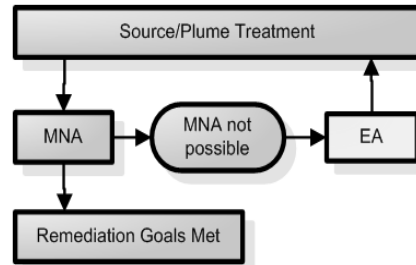 Source/Plume Treatment
MNA
MNA not
possible
EA
Remediation Goals Met